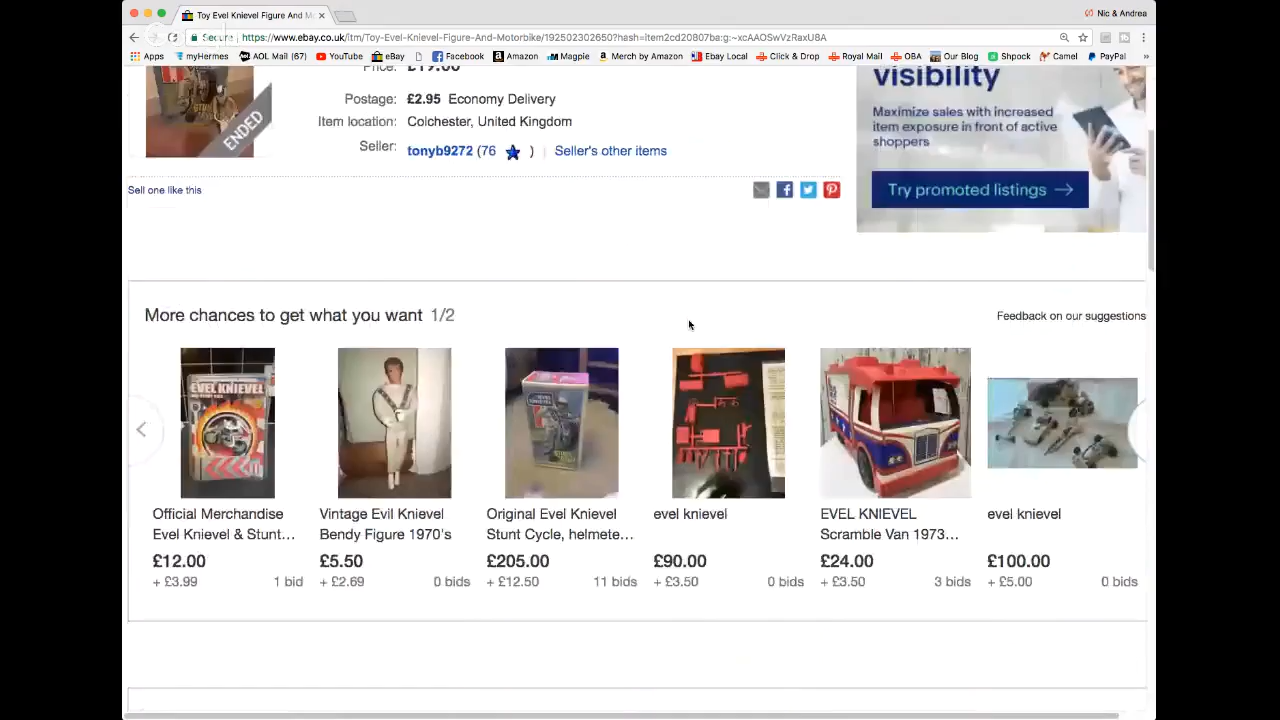 Toy Evel Knievel Figure And Mo
Nic & Andrea
Secure
https://www.ebay.co.uk/itm/Toy-Evel-Knievel-Figure-And-Motorbike/192502302650?hash=item2cd20807ba:g:~xcAAOSwVzRaxU8A
Apps myHermes AOL Mail (67) YouTube eBay Facebook Amazon Magpie Merch by Amazon Ebay Local Click & Drop Royal Mail OBA Our Blog Shpock Camel PayPal »
Price: £19.00
Postage: £2.95 Economy Delivery
Item location: Colchester, United Kingdom
Seller: tonyb9272 (76 ) | Seller's other items
ENDED
Sell one like this
visibility
Maximize sales with increased
item exposure in front of active
shoppers
Try promoted listings
More chances to get what you want 1/2
Feedback on our suggestions
EVEL KNIEVEL
Official Merchandise
Evel Knievel & Stunt...
£12.00
+ £3.99 1 bid
Vintage Evil Knievel
Bendy Figure 1970's
£5.50
+ £2.69 0 bids
Original Evel Knievel
Stunt Cycle, helmete...
£205.00
+ £12.50 11 bids
evel knievel
£90.00
+ £3.50 0 bids
EVEL KNIEVEL
Scramble Van 1973...
£24.00
+ £3.50 3 bids
evel knievel
£100.00
+ £5.00 0 bids